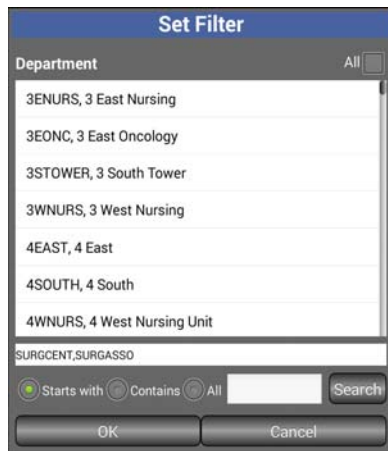 Set Filter
Department All
3ENURS, 3 East Nursing
3EONC, 3 East Oncology
3STOWER, 3 South Tower
3WNURS, 3 West Nursing
4EAST, 4 East
4SOUTH, 4 South
4WNURS, 4 West Nursing Unit
SURGCENT,SURGASSO
Starts with Contains All Search
OK Cancel